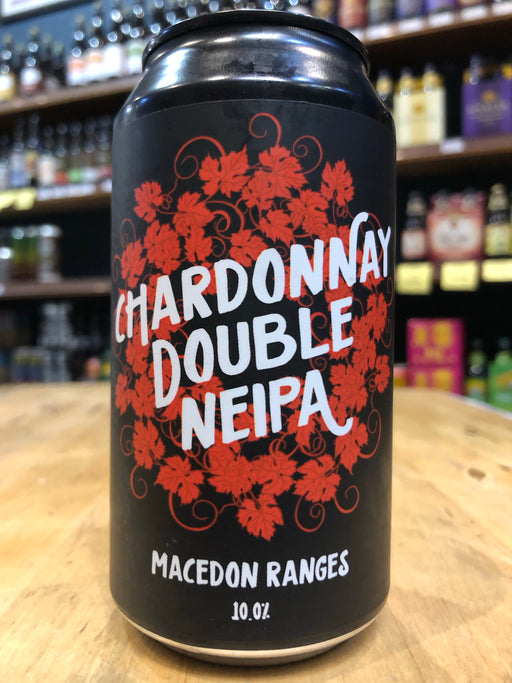 CHARDONNAY
DOUBLE
NEIPA
MACEDON RANGES
10.0%